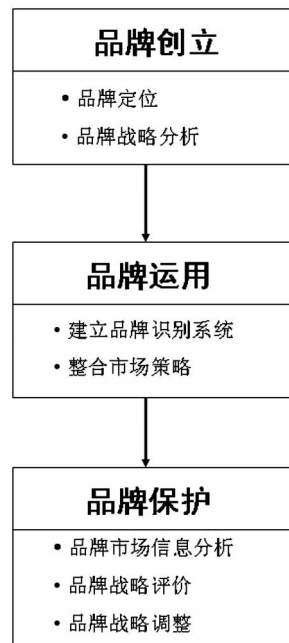 品牌创立
• 品牌定位
• 品牌战略分析
品牌运用
• 建立品牌识别系统
• 整合市场策略
品牌保护
• 品牌市场信息分析
• 品牌战略评价
• 品牌战略调整